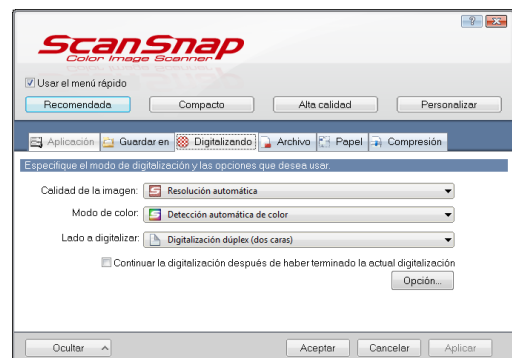 ScanSnap
Color Image Scanner
Usar el menú rápido
Recomendada Compacto Alta calidad Personalizar
Aplicación Guardar en Digitalizando Archivo Papel Compresión
Especifique el modo de digitalización y las opciones que desea usar.
Calidad de la imagen: Resolución automática
Modo de color: Detección automática de color
Lado a digitalizar: Digitalización dúplex (dos caras)
Continuar la digitalización después de haber terminado la actual digitalización
Opción...
Ocultar Aceptar Cancelar Aplicar